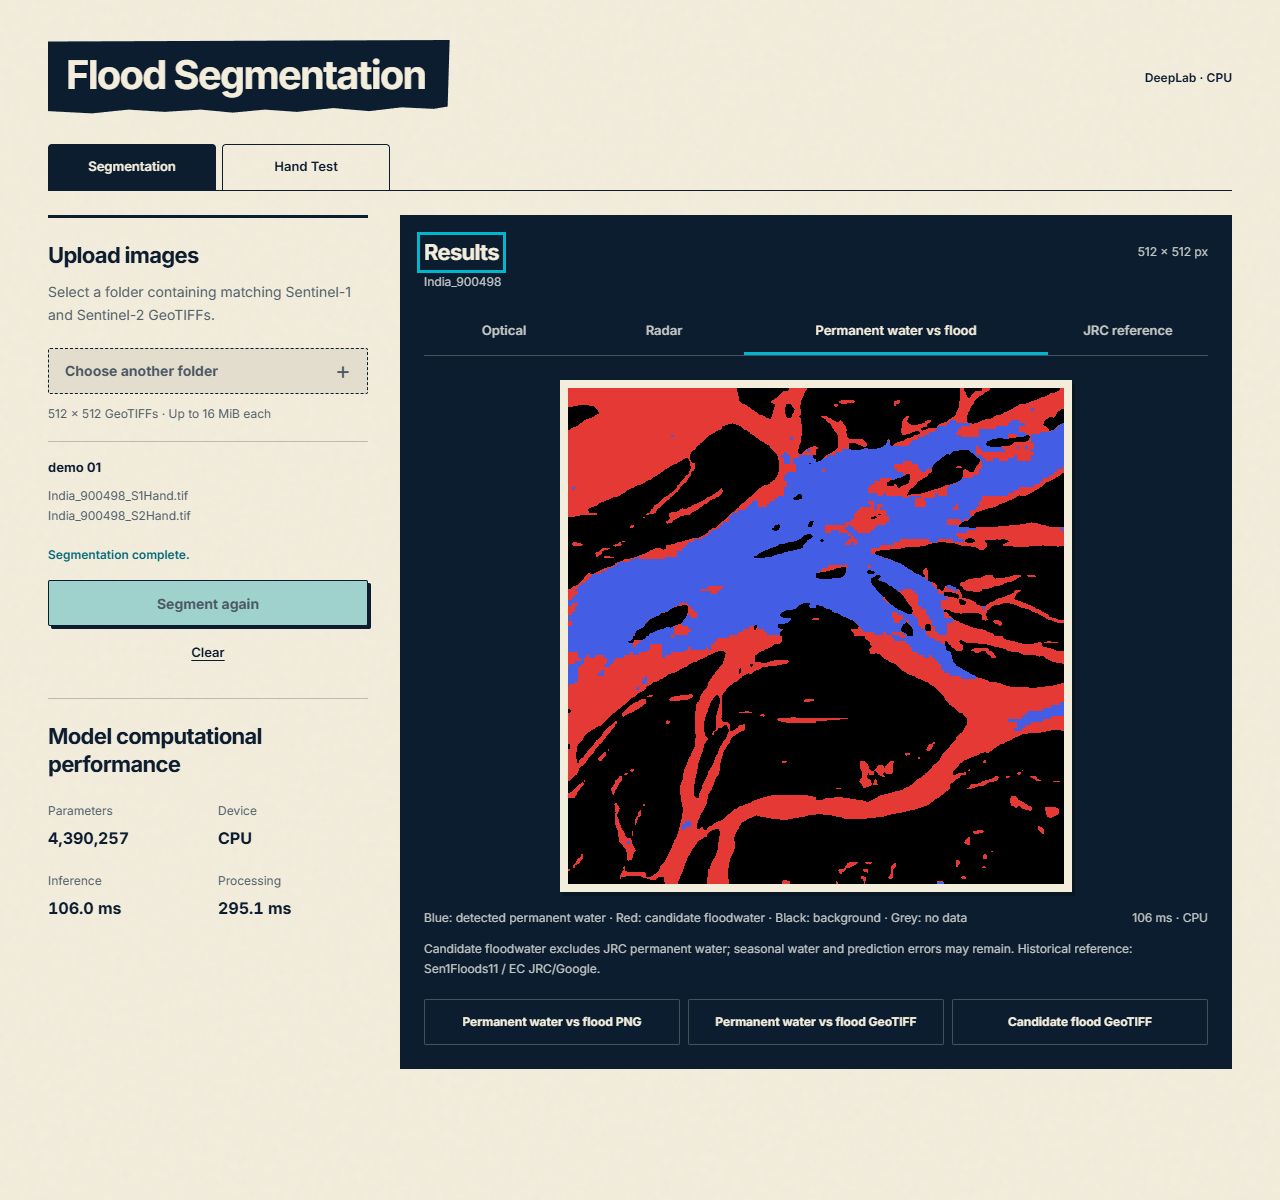 Flood Segmentation
DeepLab · CPU
Segmentation
Hand Test
Upload images
Select a folder containing matching Sentinel-1
and Sentinel-2 GeoTIFFs.
Choose another folder +
512 × 512 GeoTIFFs · Up to 16 MiB each
demo 01
India_900498_S1Hand.tif
India_900498_S2Hand.tif
Segmentation complete.
Segment again
Clear
Model computational
performance
Parameters Device
4,390,257 CPU
Inference Processing
106.0 ms 295.1 ms
Results
512 × 512 px
India_900498
Optical Radar Permanent water vs flood JRC reference
Blue: detected permanent water · Red: candidate floodwater · Black: background · Grey: no data
106 ms · CPU
Candidate floodwater excludes JRC permanent water; seasonal water and prediction errors may remain. Historical reference:
Sen1Floods11 / EC JRC/Google.
Permanent water vs flood PNG Permanent water vs flood GeoTIFF Candidate flood GeoTIFF